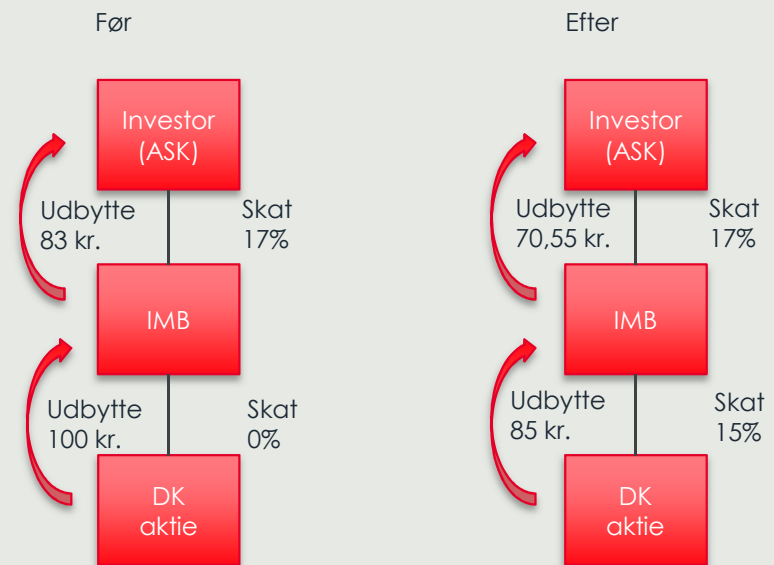 Før
Investor
(ASK)
Udbytte
83 kr.
Skat
17%
IMB
Udbytte
100 kr.
Skat
0%
DK
aktie
Efter
Investor
(ASK)
Udbytte
70,55 kr.
Skat
17%
IMB
Udbytte
85 kr.
Skat
15%
DK
aktie